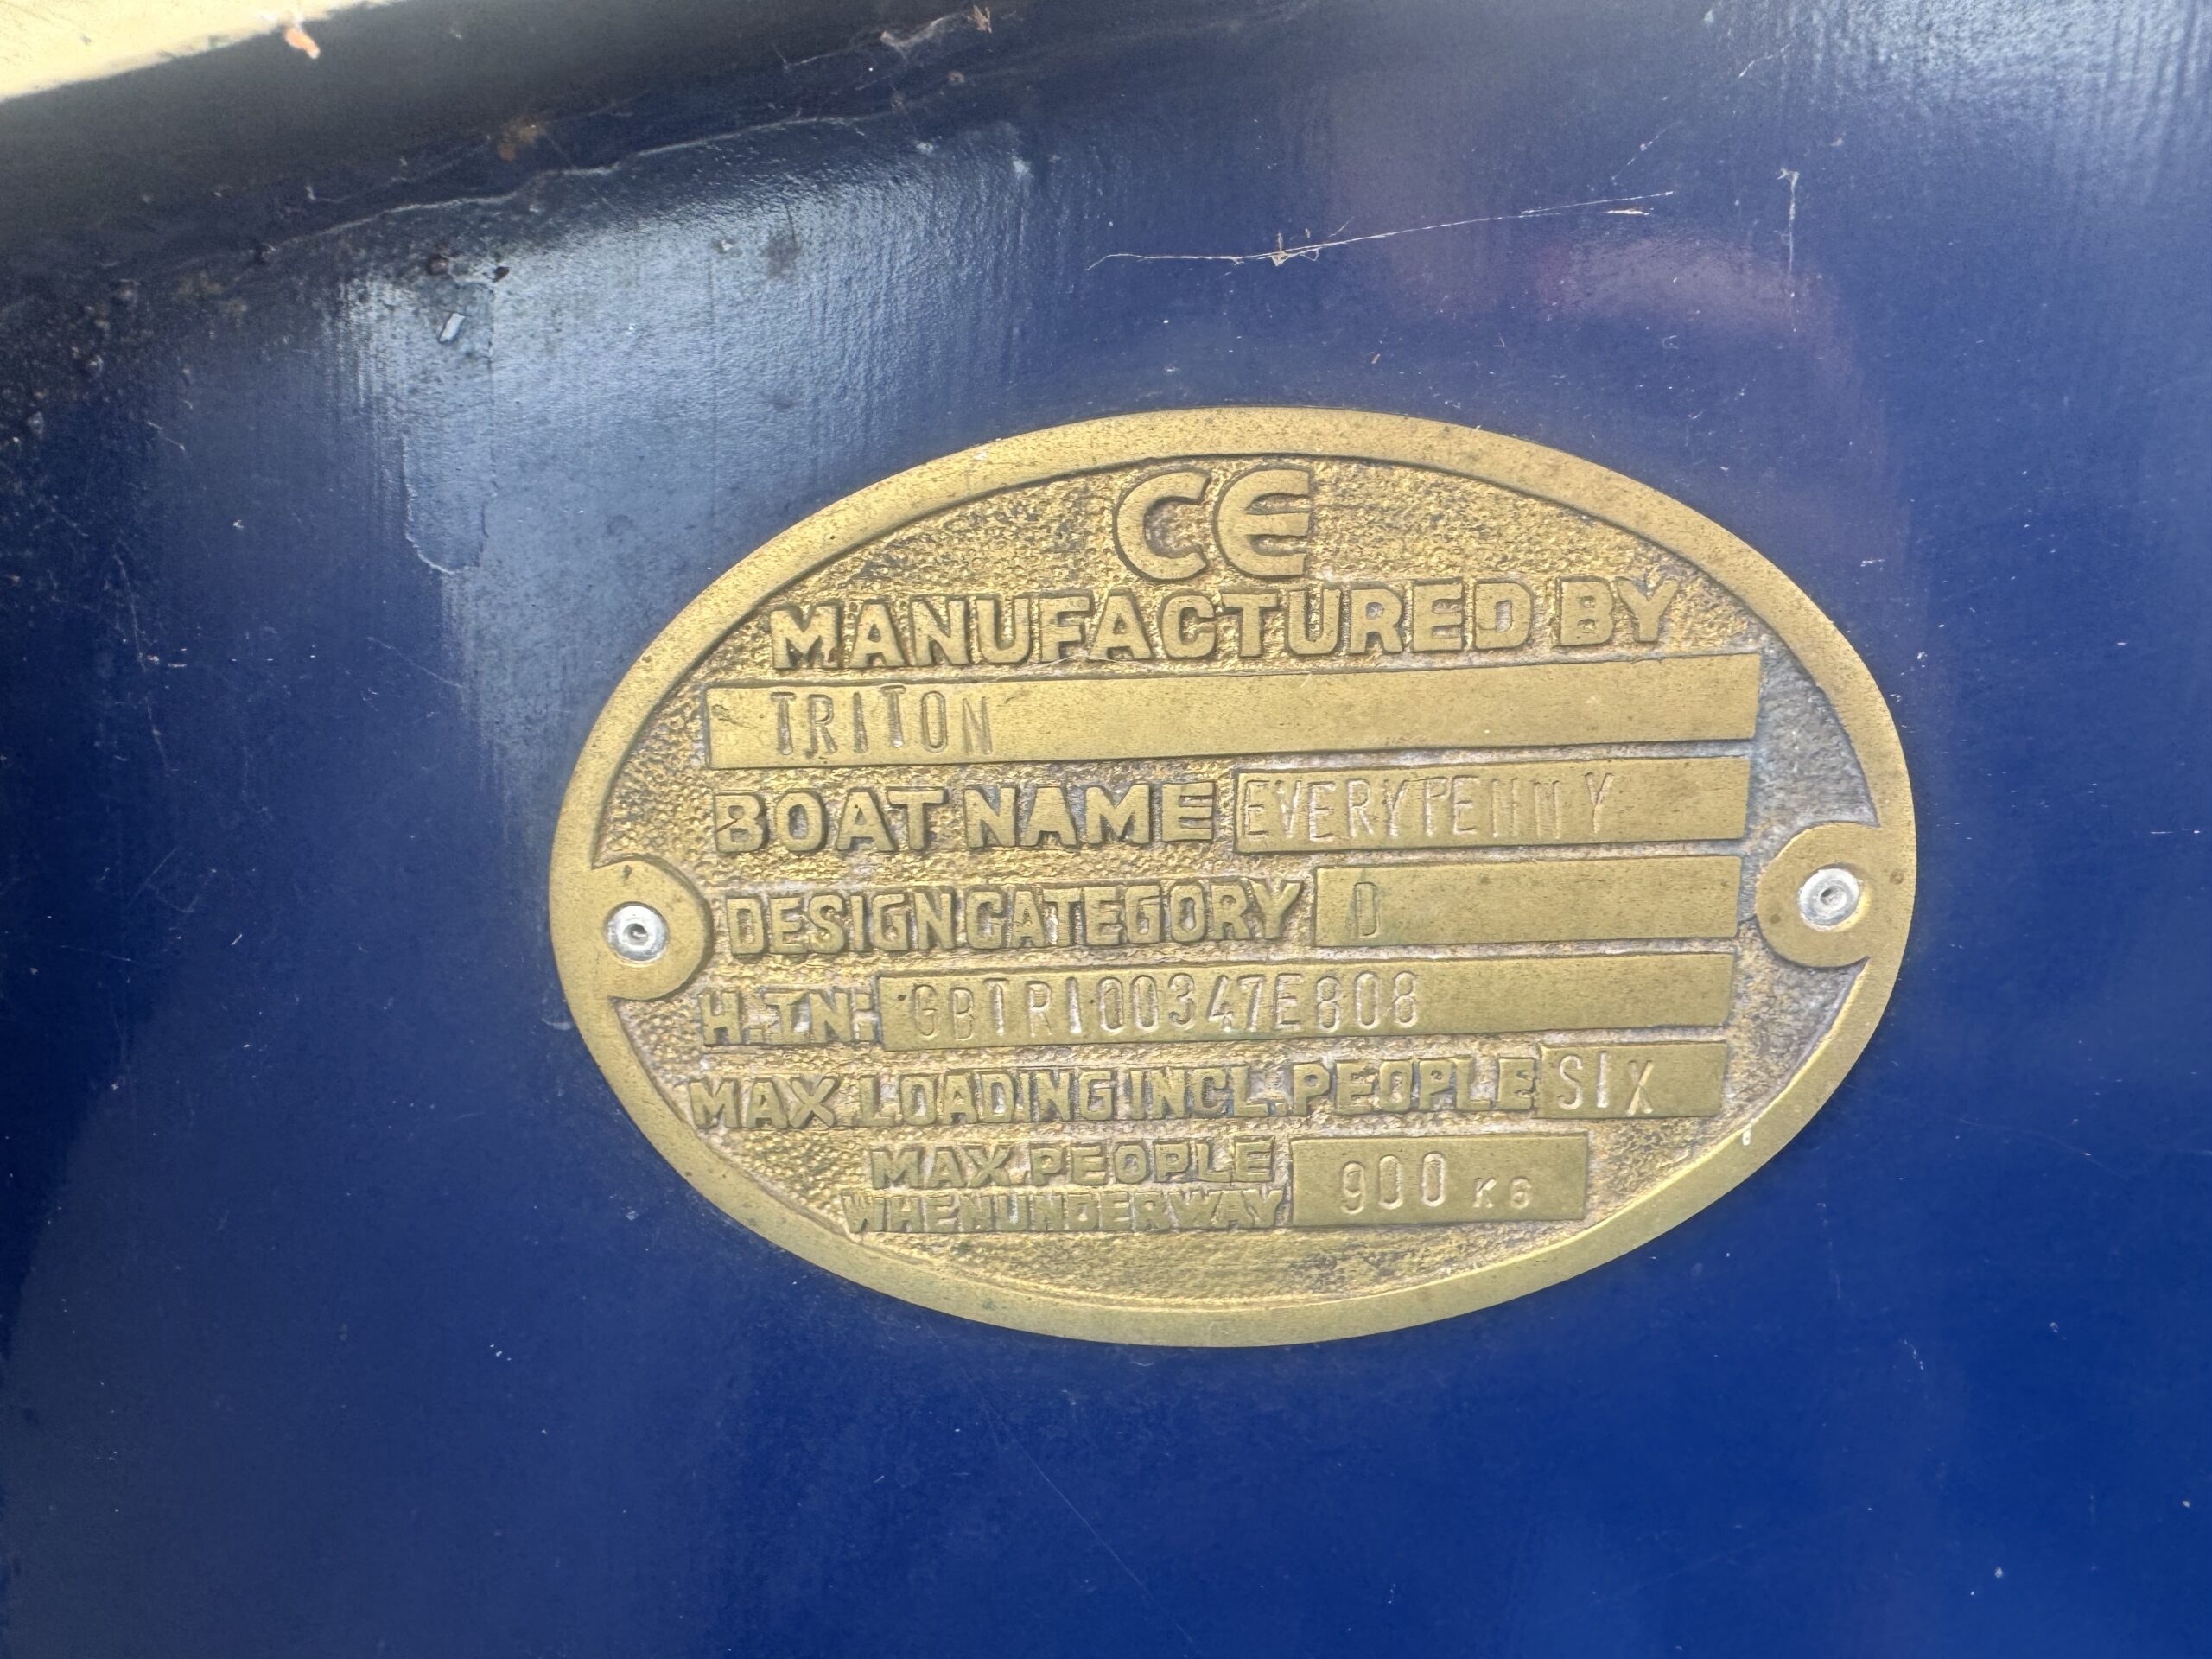 CE
MANUFACTURED BY
TRITON
BOAT NAME EVERYPENNY
DESIGN CATEGORY D
H.I.N: GBTRI00347E808
MAX. LOADING INCL. PEOPLE SIX
MAX. PEOPLE
WHEN UNDERWAY 900 KG